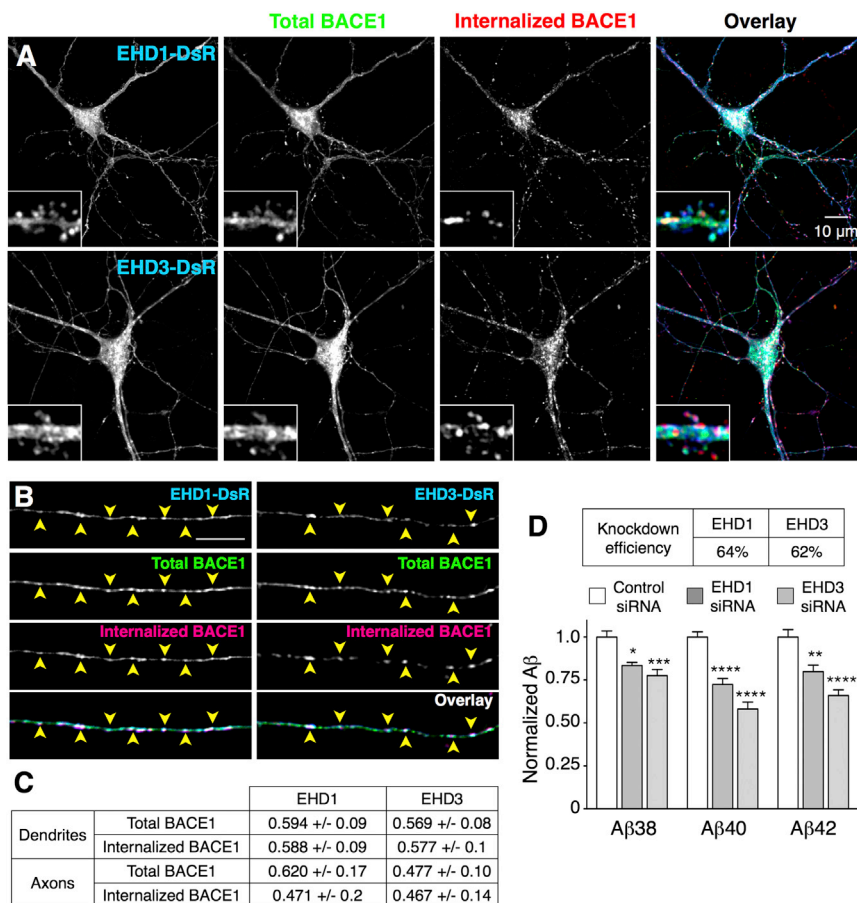 Total BACE1 Internalized BACE1 Overlay
A EHD1-DsR
10 µm
EHD3-DsR
B EHD1-DsR EHD3-DsR
Total BACE1 Total BACE1
Internalized BACE1 Internalized BACE1
Overlay
C
EHD1 EHD3
Dendrites Total BACE1 0.594 +/- 0.09 0.569 +/- 0.08
Internalized BACE1 0.588 +/- 0.09 0.577 +/- 0.1
Axons Total BACE1 0.620 +/- 0.17 0.477 +/- 0.10
Internalized BACE1 0.471 +/- 0.2 0.467 +/- 0.14
D
Knockdown efficiency EHD1 EHD3
64% 62%
Control siRNA EHD1 siRNA EHD3 siRNA
Normalized Aβ
1.0
0.75
0.50
0.25
0
* *** **** **** ** ****
Aβ38 Aβ40 Aβ42